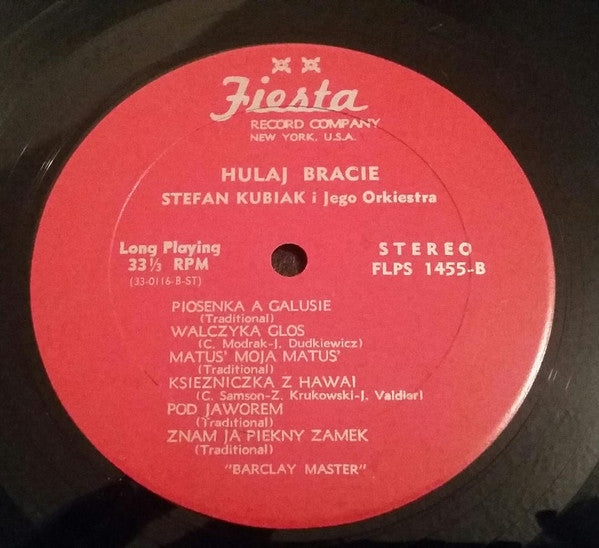 Fiesta
RECORD COMPANY
NEW YORK, U.S.A.
HULAJ BRACIE
STEFAN KUBIAK i Jego Orkiestra
Long Playing
33⅓ RPM
(33-0116-B-ST)
STEREO
FLPS 1455-B
PIOSENKA A GALUSIE
(Traditional)
WALCZYKA GLOS
(C. Modrak-J. Dudkiewicz)
MATUS' MOJA MATUS'
(Traditional)
KSIEZNICZKA Z HAWAI
(C. Samson-Z. Krukowski-J. Valdier)
POD JAWOREM
(Traditional)
ZNAM JA PIEKNY ZAMEK
(Traditional)
"BARCLAY MASTER"